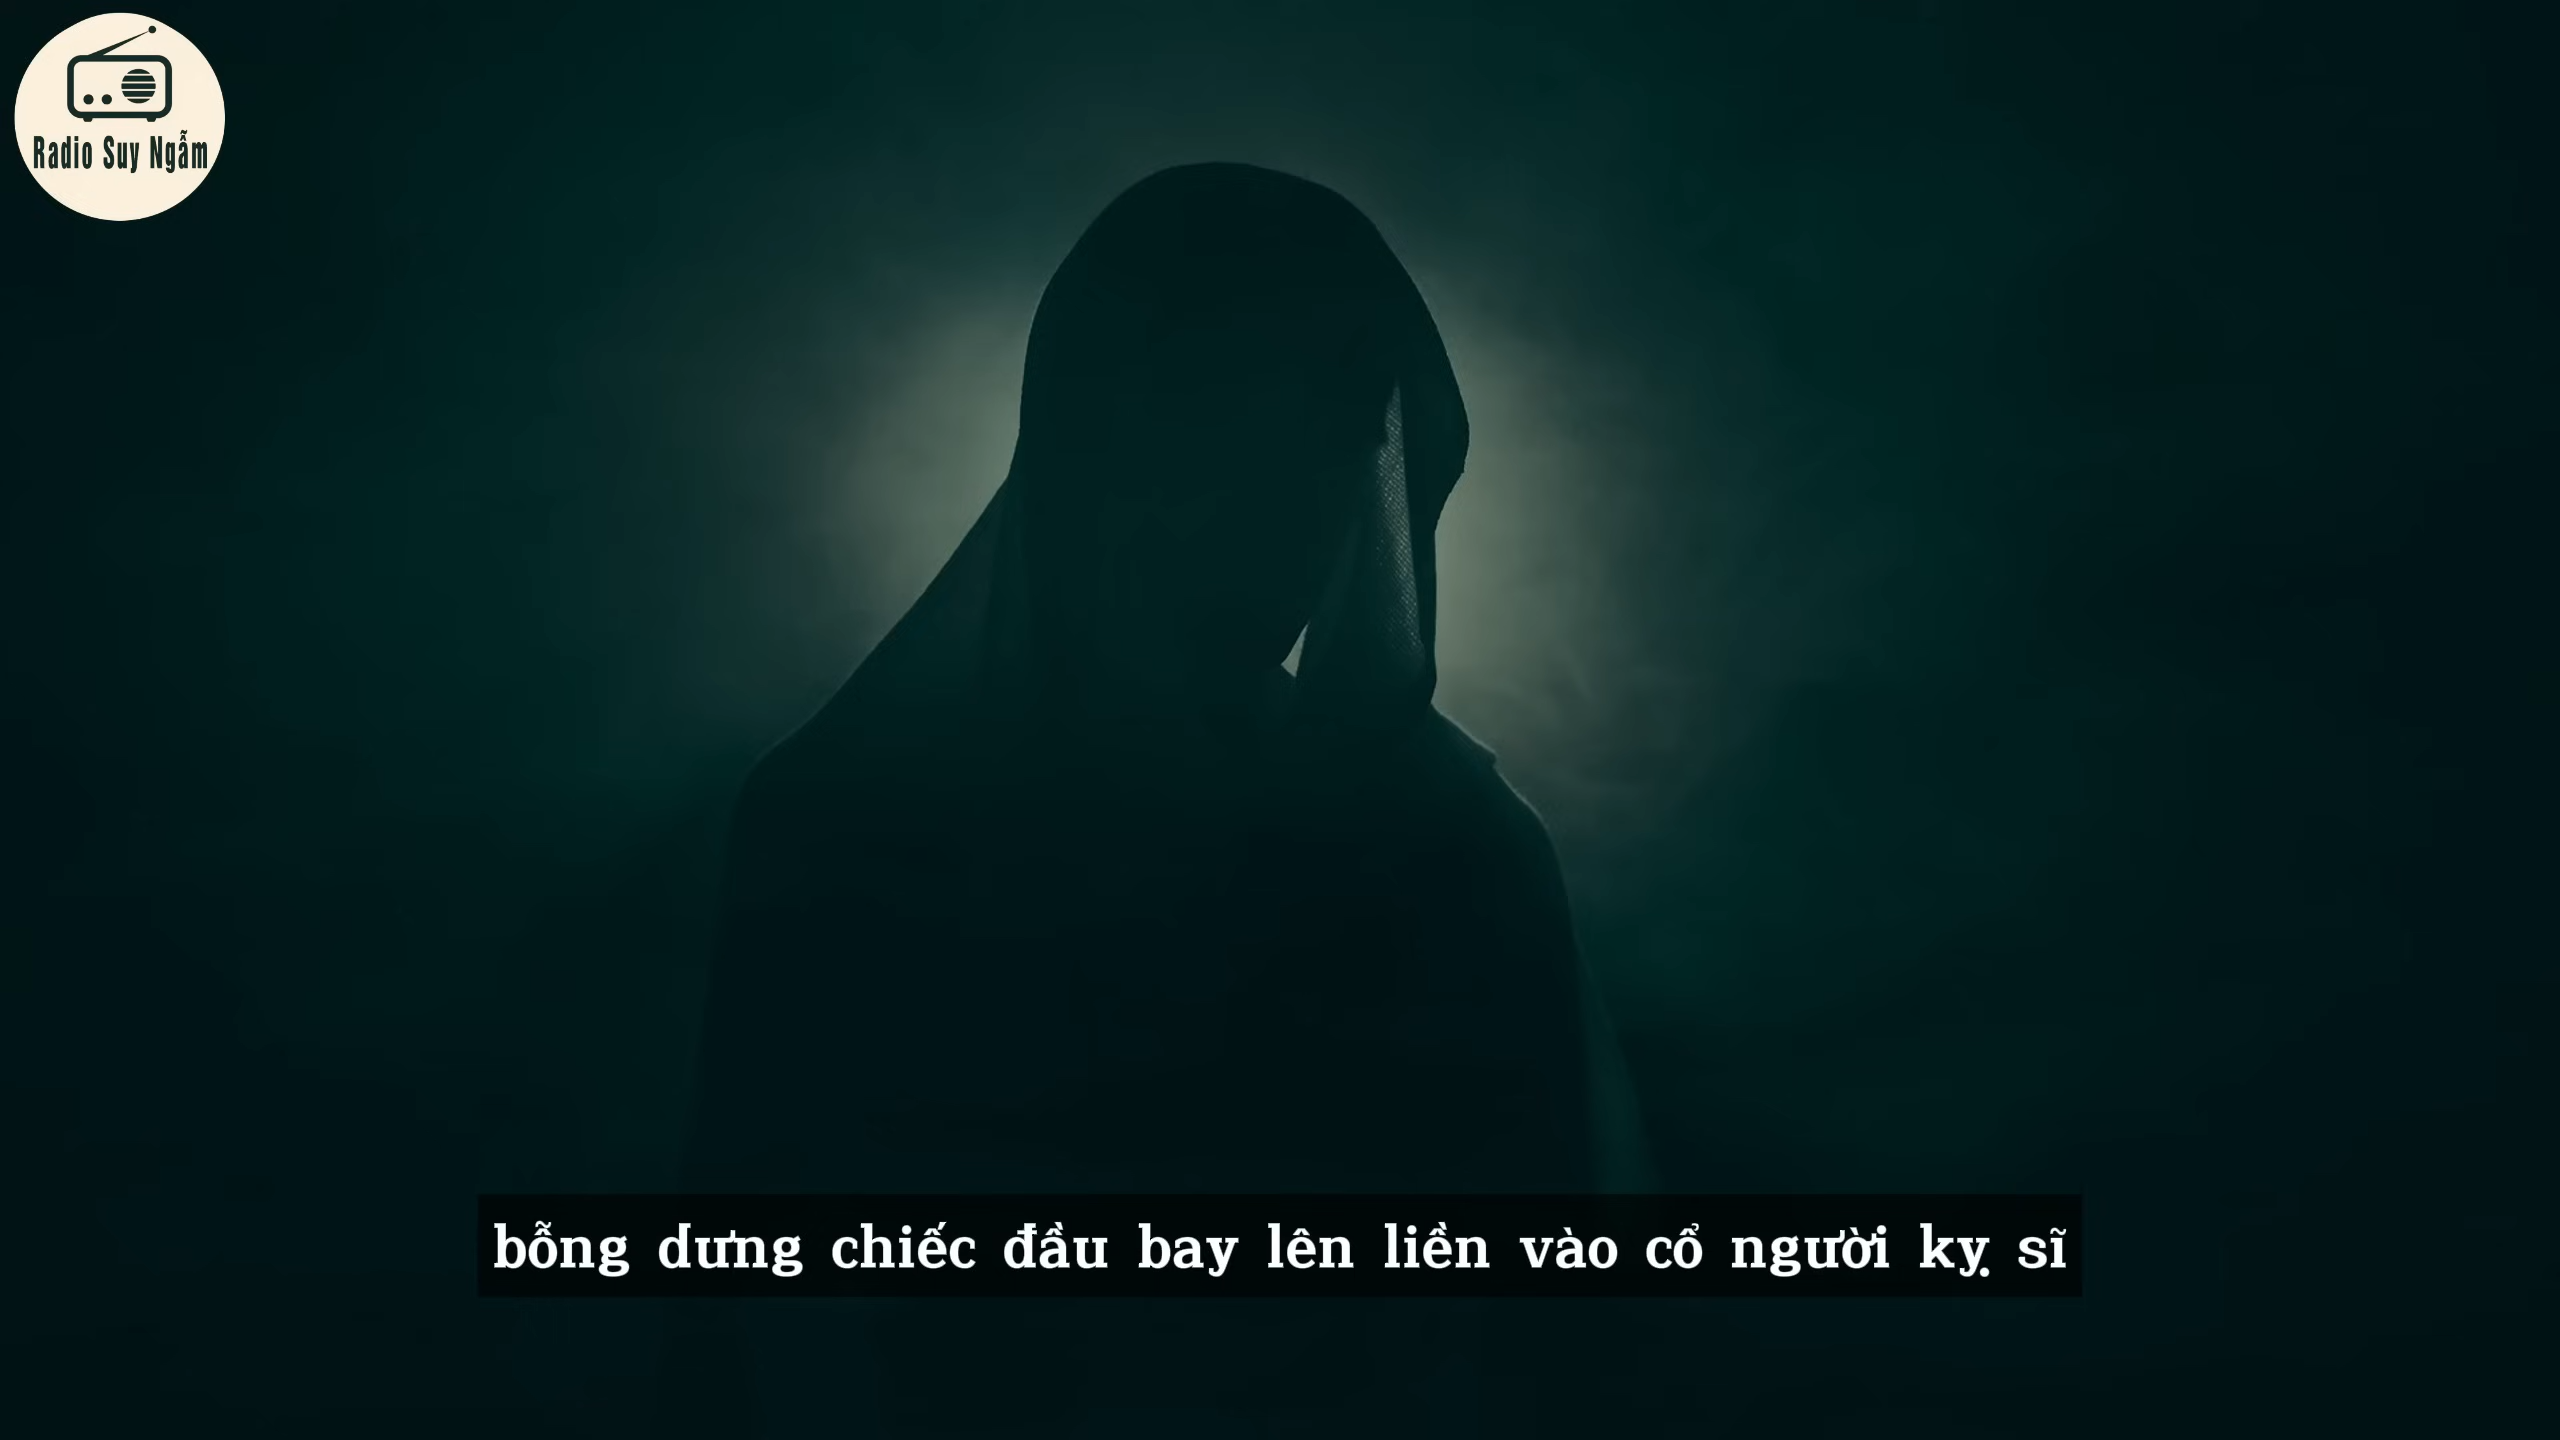 Radio Suy Ngẫm
bỗng dưng chiếc đầu bay lên liền vào cổ người kỵ sĩ